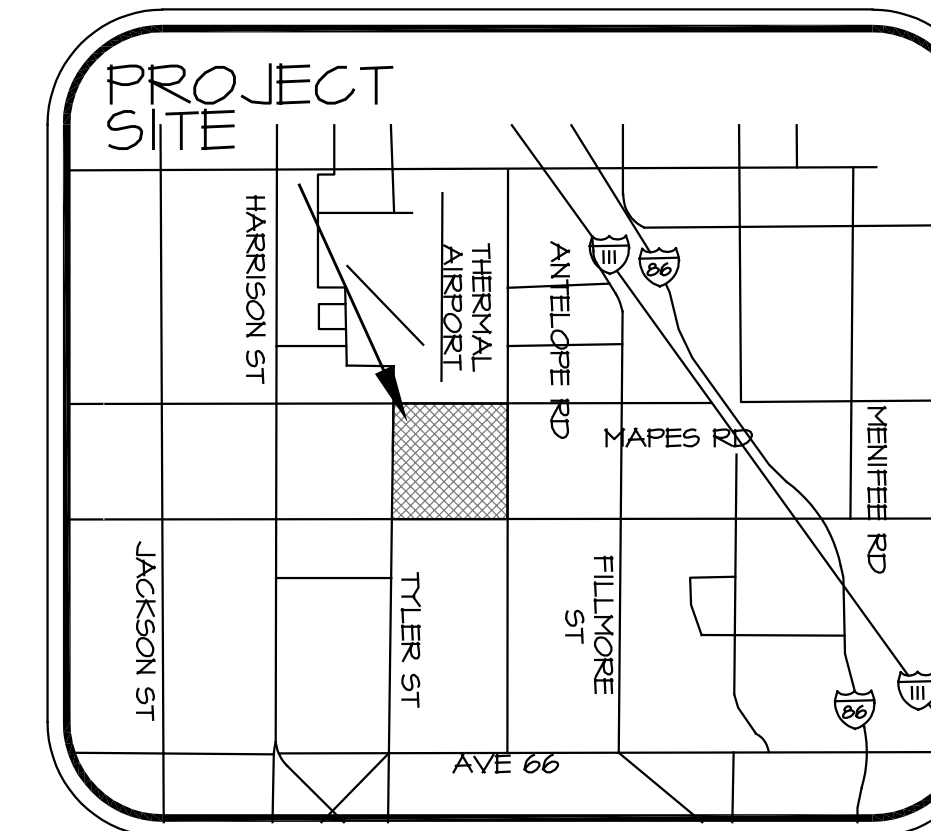 PROJECT
SITE
HARRISON ST
THERMAL
AIRPORT
ANTELOPE RD
111
86
MAPES RD
MENIFEE RD
JACKSON ST
TYLER ST
FILLMORE
ST
86
111
AVE 66